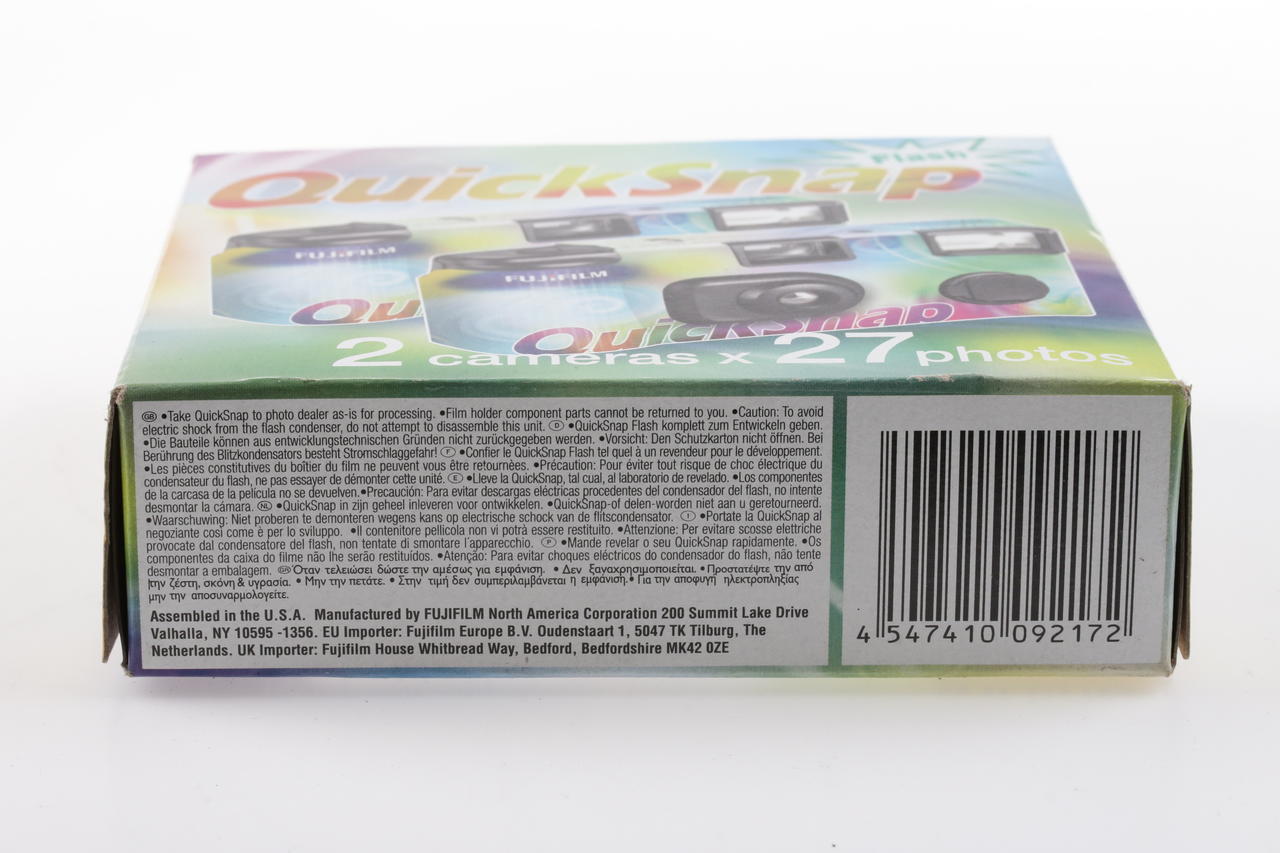 Flash
QuickSnap
FUJIFILM
FUJIFILM
Qu
QuickSnap
2 cameras x 27 photos
GB •Take QuickSnap to photo dealer as-is for processing. •Film holder component parts cannot be returned to you. •Caution: To avoid
electric shock from the flash condenser, do not attempt to disassemble this unit. D •QuickSnap Flash komplett zum Entwickeln geben.
•Die Bauteile können aus entwicklungstechnischen Gründen nicht zurückgegeben werden. •Vorsicht: Den Schutzkarton nicht öffnen. Bei
Berührung des Blitzkondensators besteht Stromschlaggefahr! F •Confier le QuickSnap Flash tel quel à un revendeur pour le développement.
•Les pièces constitutives du boîtier du film ne peuvent vous être retournées. •Précaution: Pour éviter tout risque de choc électrique du
condensateur du flash, ne pas essayer de démonter cette unité. E •Lleve la QuickSnap, tal cual, al laboratorio de revelado. •Los componentes
de la carcasa de la película no se devuelven.•Precaución: Para evitar descargas eléctricas procedentes del condensador del flash, no intente
desmontar la cámara. NL •QuickSnap in zijn geheel inleveren voor ontwikkelen. •QuickSnap-of delen-worden niet aan u geretourneerd.
•Waarschuwing: Niet proberen te demonteren wegens kans op electrische schock van de flitscondensator. I •Portate la QuickSnap al
negoziante così come è per lo sviluppo. •Il contenitore pellicola non vi potrà essere restituito. •Attenzione: Per evitare scosse elettriche
provocate dal condensatore del flash, non tentate di smontare l'apparecchio. P •Mande revelar o seu QuickSnap rapidamente. •Os
componentes da caixa do filme não lhe serão restituídos. •Atenção: Para evitar choques eléctricos do condensador do flash, não tente
desmontar a embalagem. GR Όταν τελειώσει δώστε την αμέσως για εμφάνιση. • Δεν ξαναχρησιμοποιείται. • Προστατέψτε την από
την ζέστη, σκόνη & υγρασία. • Μην την πετάτε. • Στην τιμή δεν συμπεριλαμβάνεται η εμφάνιση.• Για την αποφυγή ηλεκτροπληξίας
μην την αποσυναρμολογείτε.
Assembled in the U.S.A. Manufactured by FUJIFILM North America Corporation 200 Summit Lake Drive
Valhalla, NY 10595 -1356. EU Importer: Fujifilm Europe B.V. Oudenstaart 1, 5047 TK Tilburg, The
Netherlands. UK Importer: Fujifilm House Whitbread Way, Bedford, Bedfordshire MK42 0ZE
4 547410 092172